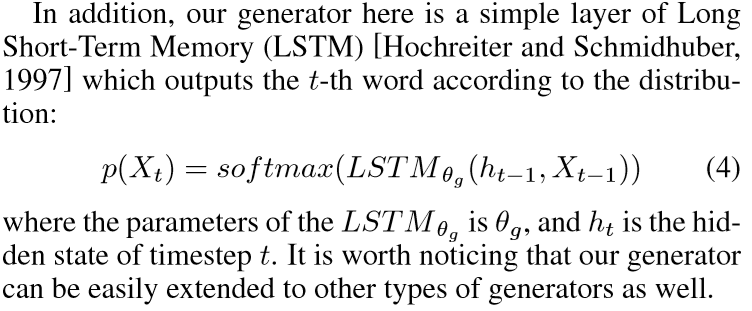 In addition, our generator here is a simple layer of Long
Short-Term Memory (LSTM) [Hochreiter and Schmidhuber,
1997] which outputs the t-th word according to the distribu-
tion:
p(X_t) = softmax(LSTM_{θ_g}(h_{t−1}, X_{t−1})) (4)
where the parameters of the LSTM_{θ_g} is θ_g, and h_t is the hid-
den state of timestep t. It is worth noticing that our generator
can be easily extended to other types of generators as well.